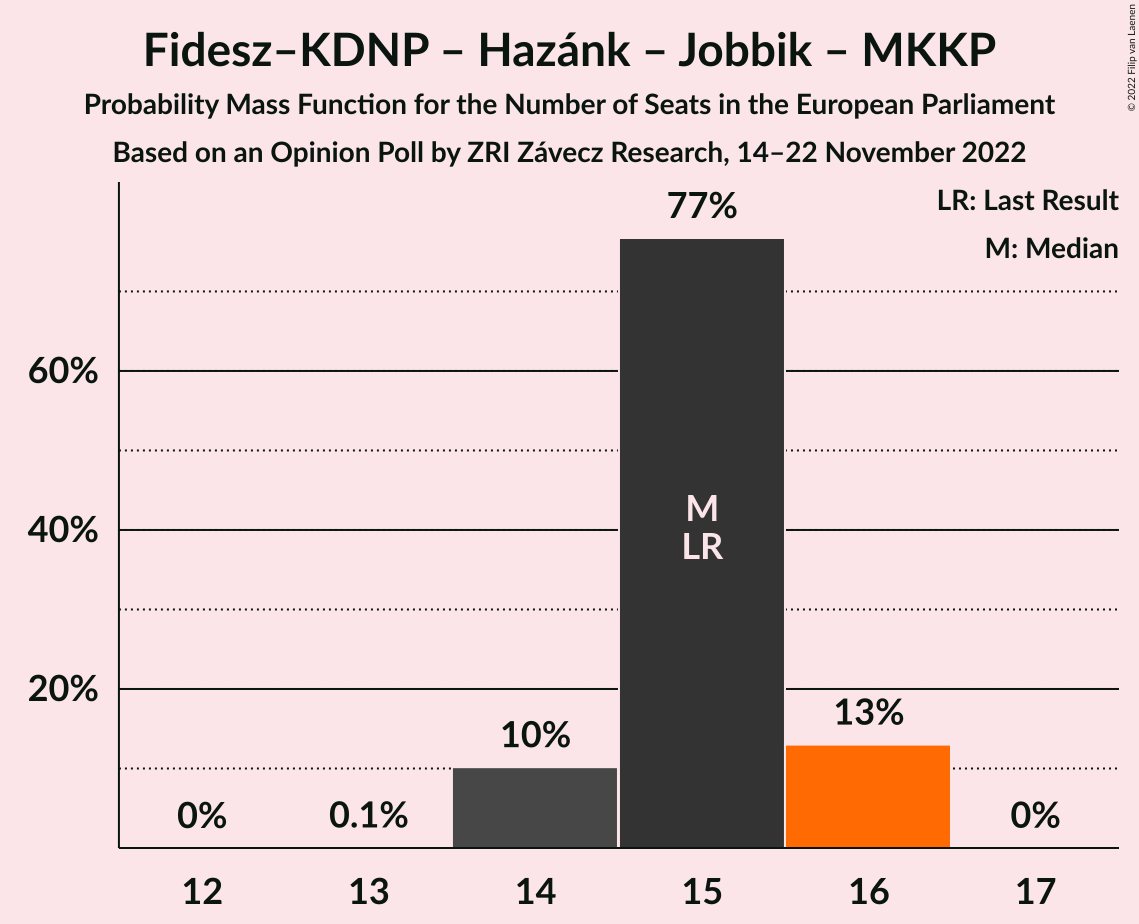 Fidesz–KDNP – Hazánk – Jobbik – MKKP
Probability Mass Function for the Number of Seats in the European Parliament
Based on an Opinion Poll by ZRI Závecz Research, 14–22 November 2022
© 2022 Filip van Laenen
LR: Last Result
M: Median
77%
60%
40%
20%
M
LR
13%
10%
0%
0.1%
0%
12
13
14
15
16
17